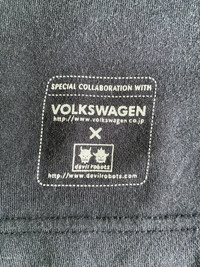 SPECIAL COLLABORATION WITH
VOLKSWAGEN
http://www.volkswagen.co.jp
×
devilrobots
http://www.devilrobots.com